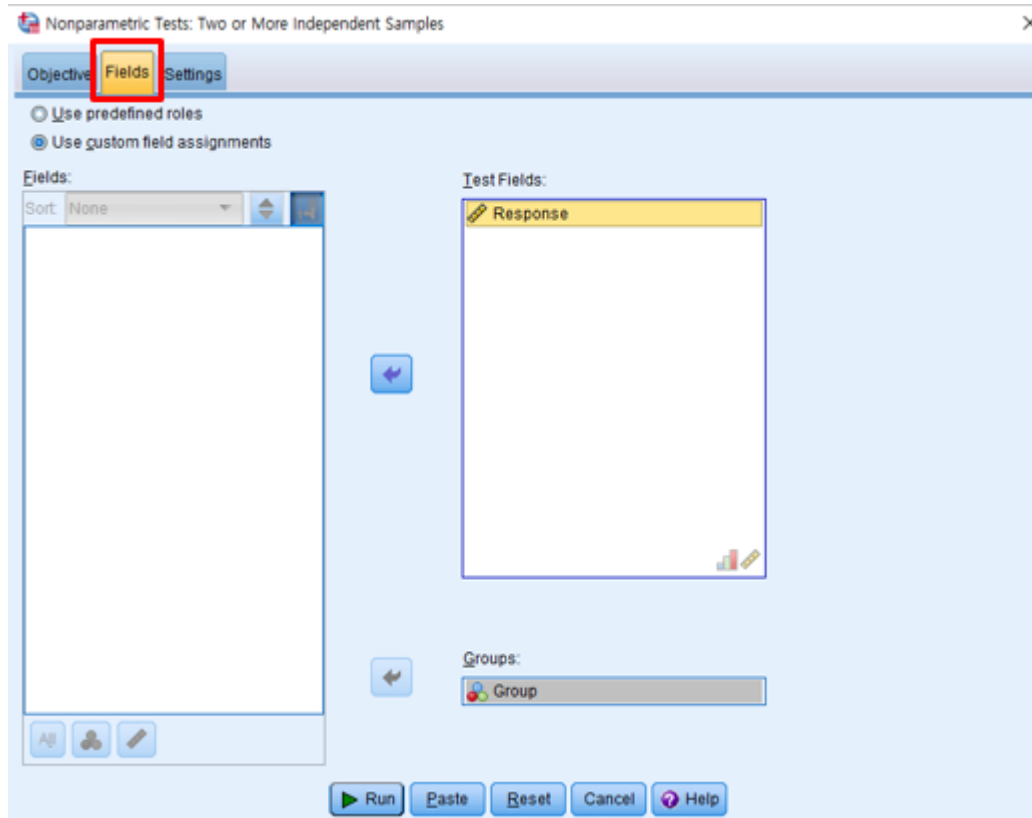 Nonparametric Tests: Two or More Independent Samples
Objective Fields Settings
Use predefined roles
Use custom field assignments
Fields:
Sort: None
Test Fields:
Response
Groups:
Group
All
Run Paste Reset Cancel Help